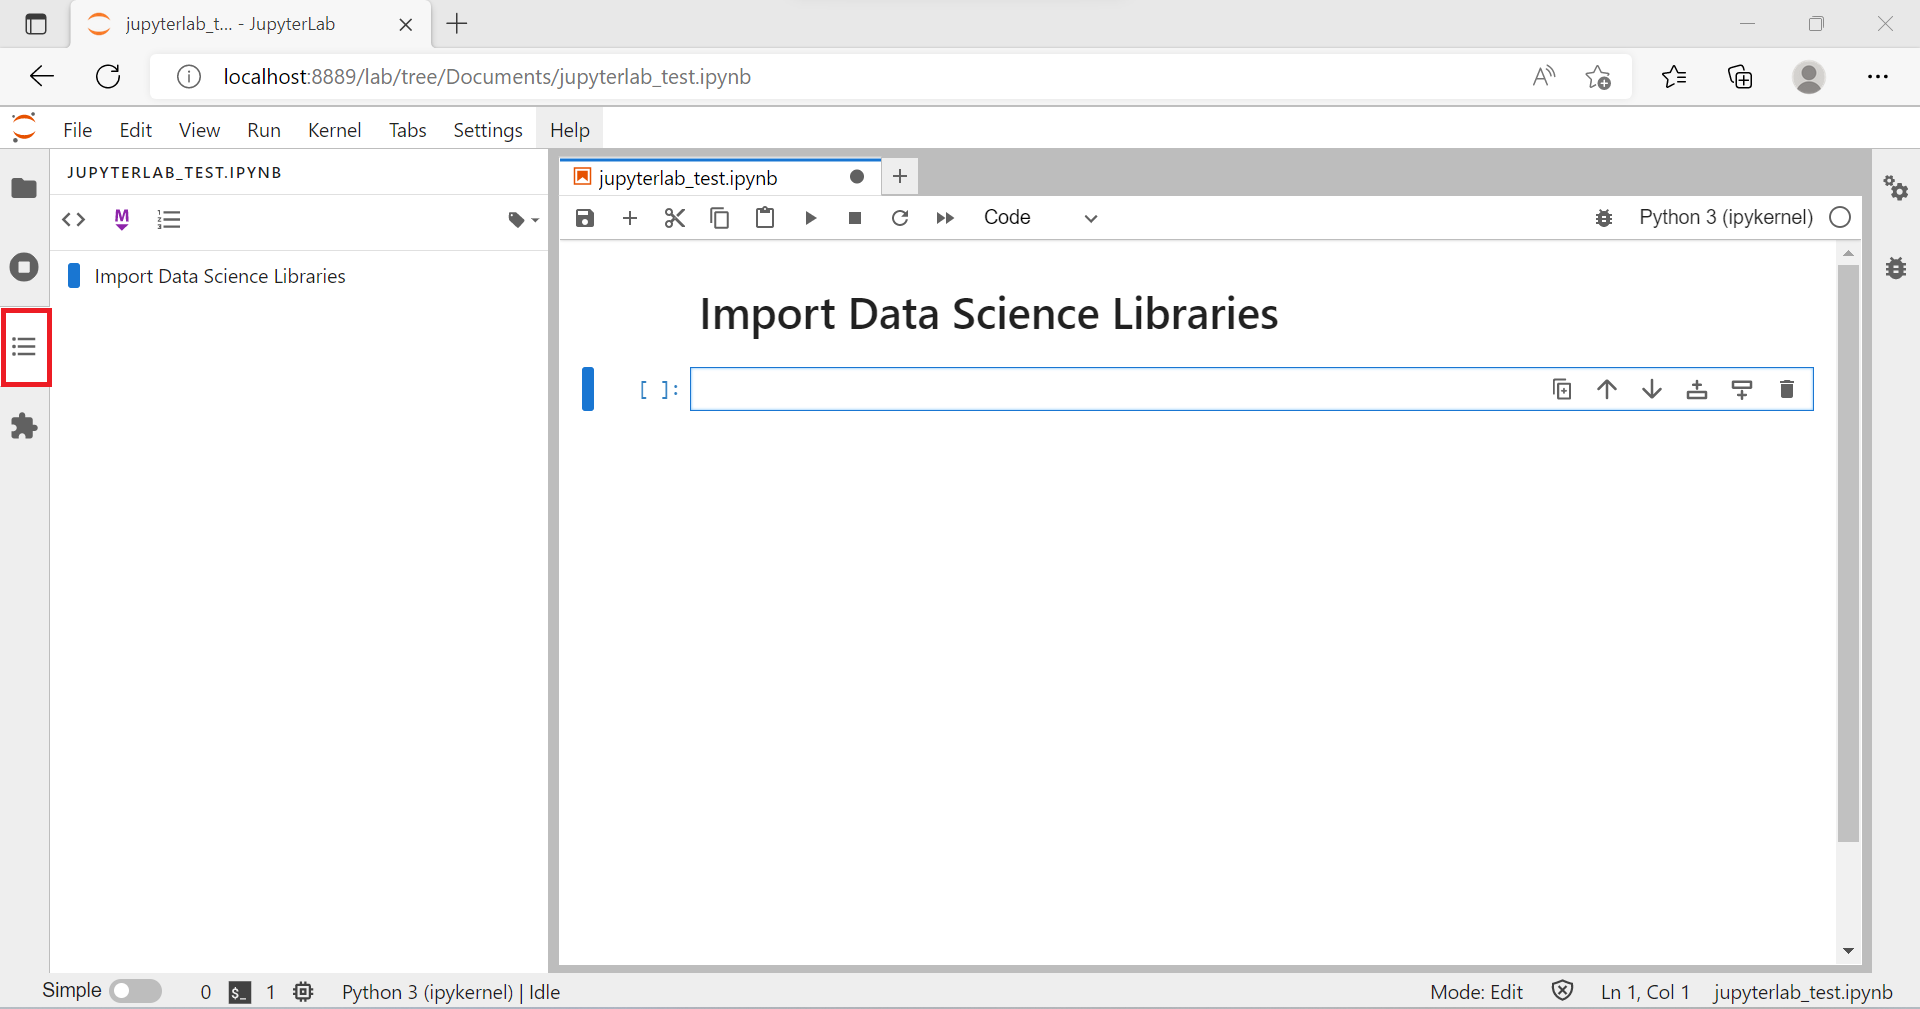 jupyterlab_t... - JupyterLab
localhost:8889/lab/tree/Documents/jupyterlab_test.ipynb
File Edit View Run Kernel Tabs Settings Help
JUPYTERLAB_TEST.IPYNB
jupyterlab_test.ipynb
M
Code
Python 3 (ipykernel)
Import Data Science Libraries
Import Data Science Libraries
[ ]:
Simple 0 $_ 1 Python 3 (ipykernel) | Idle Mode: Edit Ln 1, Col 1 jupyterlab_test.ipynb